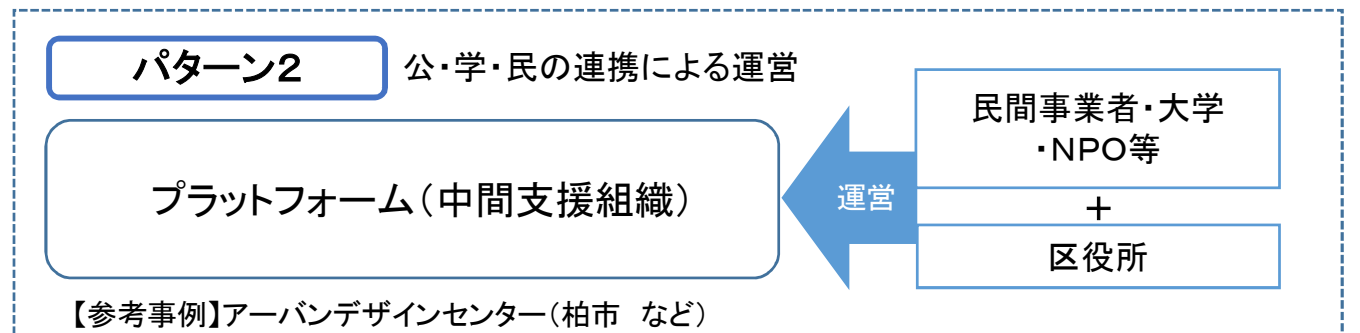 パターン2
公・学・民の連携による運営
プラットフォーム(中間支援組織)
運営
民間事業者・大学
・NPO等
＋
区役所
【参考事例】アーバンデザインセンター(柏市　など)